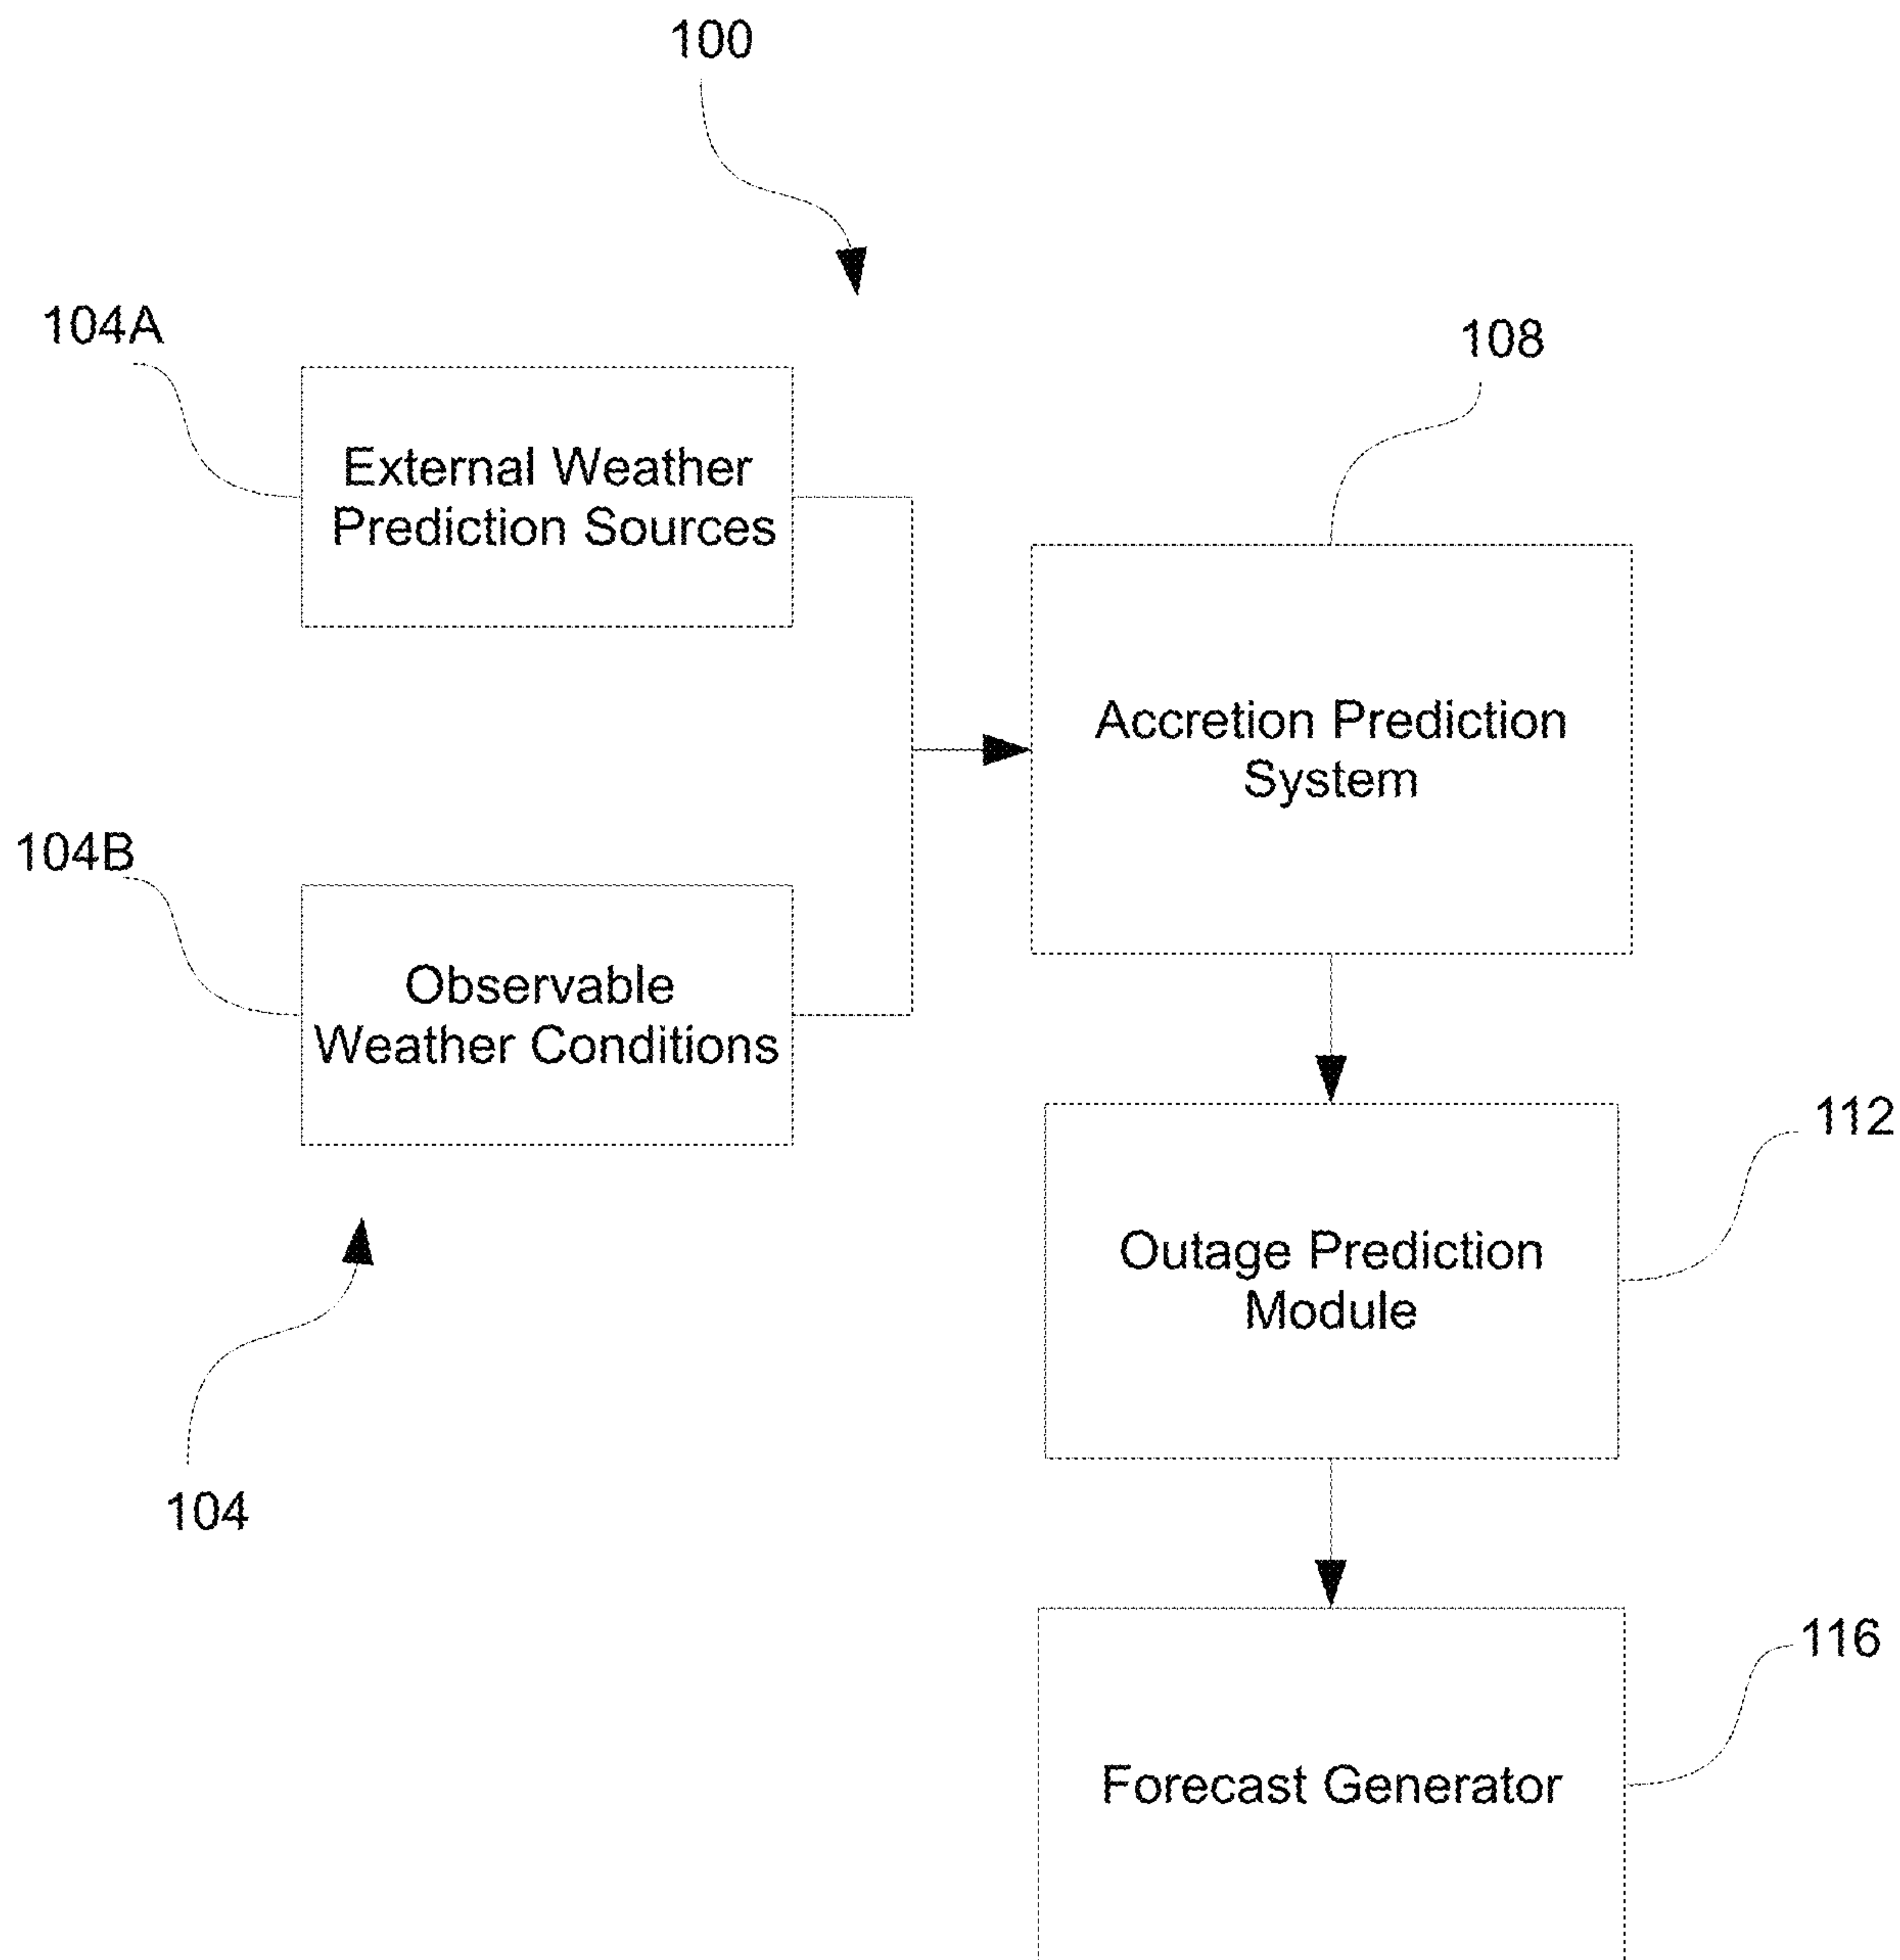 100
104A
108
External Weather
Prediction Sources
Accretion Prediction
System
104B
Observable
Weather Conditions
112
Outage Prediction
Module
104
116
Forecast Generator